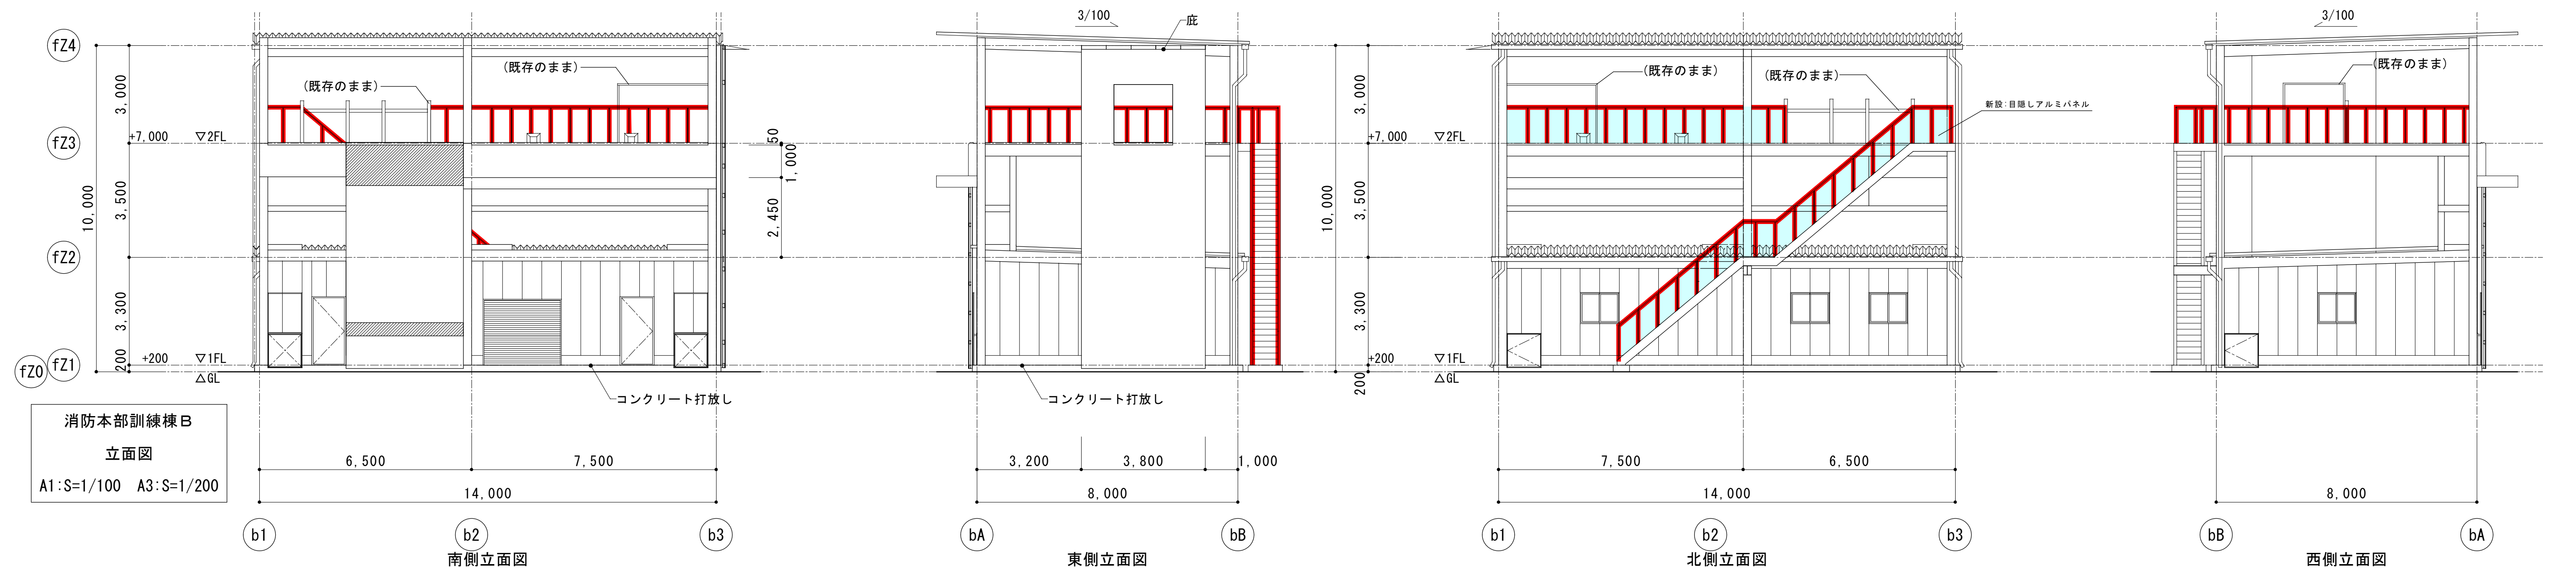 fZ4
fZ3
fZ2
fZ1
fZ0
10,000
3,000
3,500
3,300
200
+7,000
▽2FL
+200
▽1FL
△GL
(既存のまま)
(既存のまま)
550
1,000
2,450
コンクリート打放し
消防本部訓練棟B
立面図
A1:S=1/100 A3:S=1/200
6,500
7,500
14,000
b1
b2
b3
南側立面図
3/100
庇
コンクリート打放し
3,200
3,800
1,000
8,000
bA
bB
東側立面図
10,000
3,000
3,500
3,300
200
+7,000
▽2FL
+200
▽1FL
△GL
(既存のまま)
(既存のまま)
新設:目隠しアルミパネル
7,500
6,500
14,000
b1
b2
b3
北側立面図
3/100
(既存のまま)
8,000
bB
bA
西側立面図